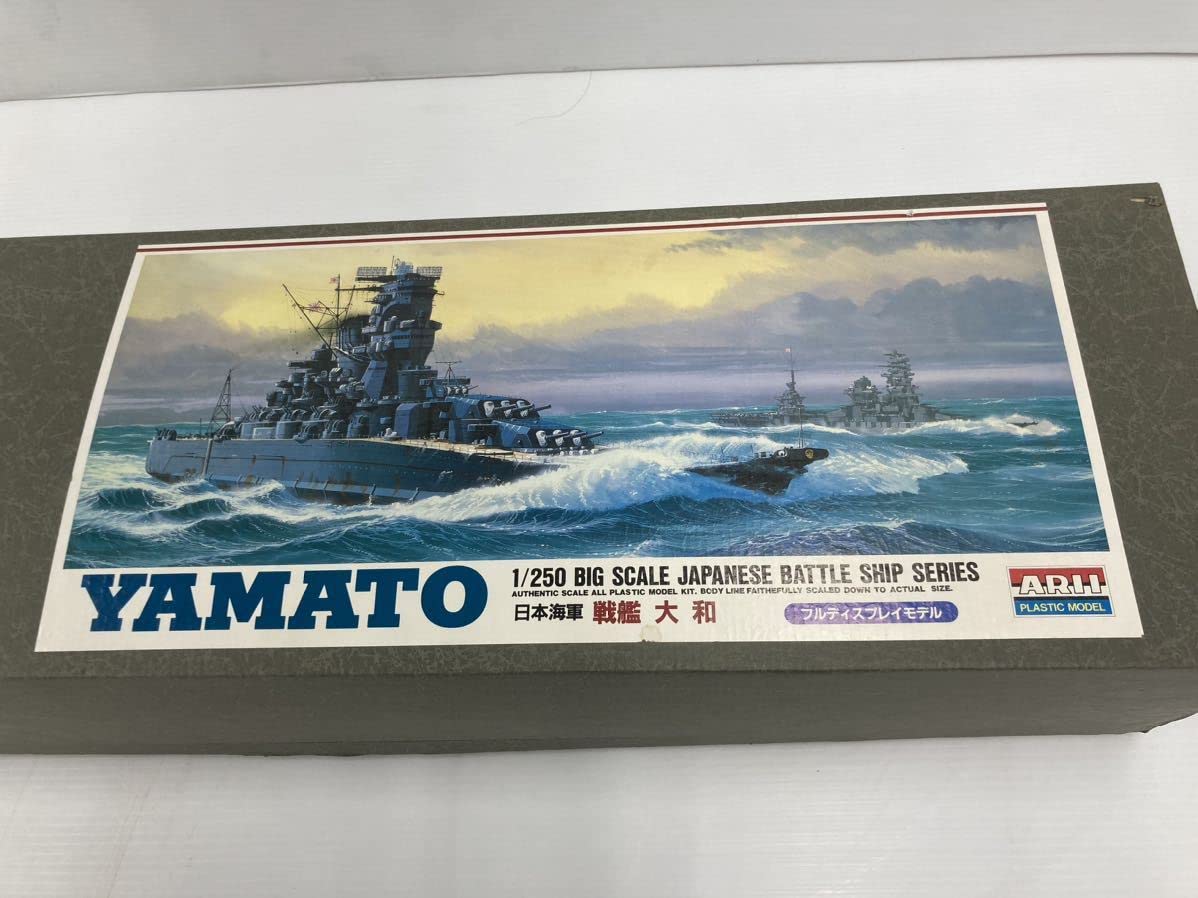 YAMATO
1/250 BIG SCALE JAPANESE BATTLE SHIP SERIES
AUTHENTIC SCALE ALL PLASTIC MODEL KIT. BODY LINE FAITHEFULLY SCALED DOWN TO ACTUAL SIZE.
日本海軍 戦艦 大和 フルディスプレイモデル
ARII
PLASTIC MODEL